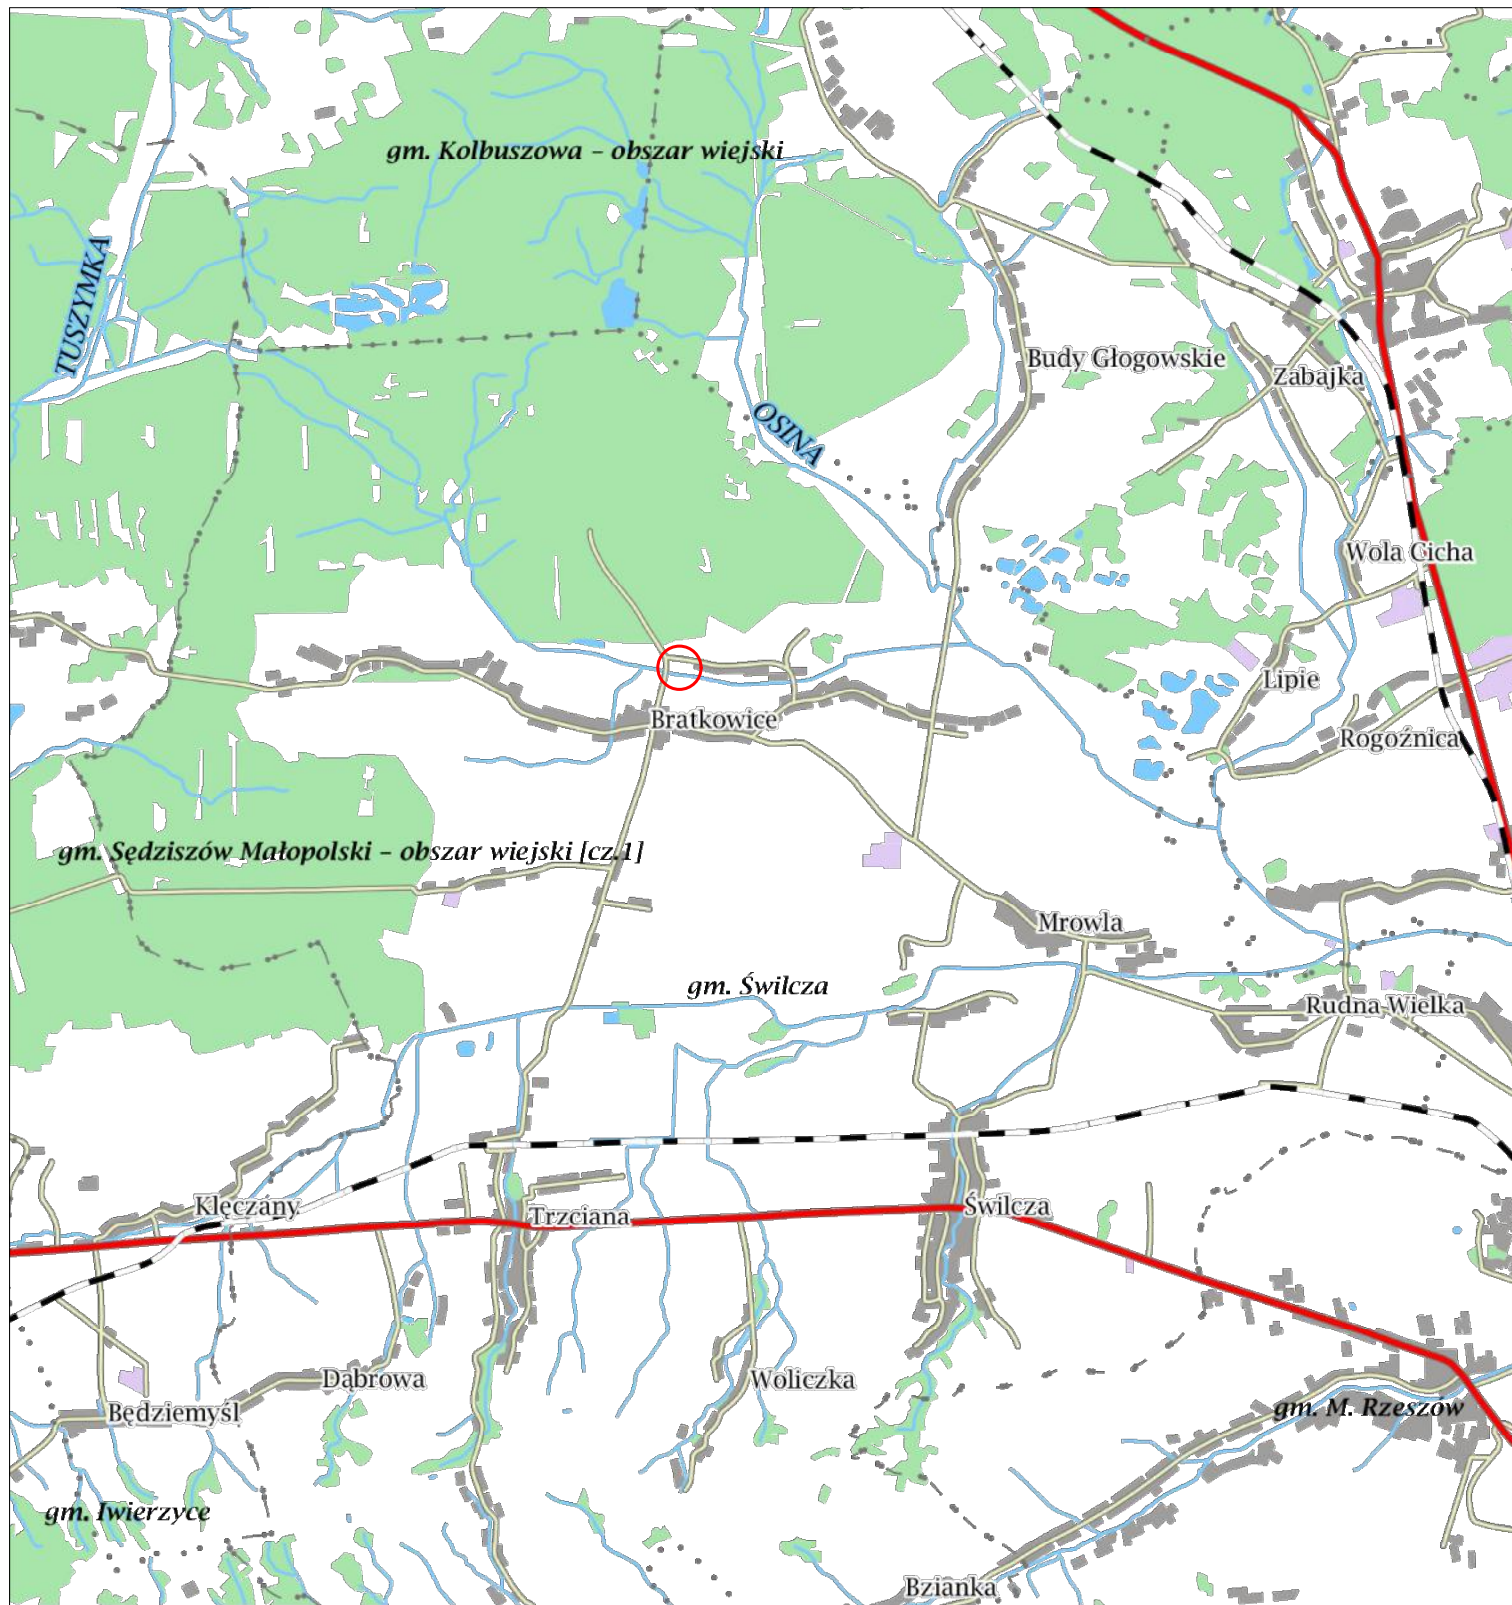 gm. Kolbuszowa – obszar wiejski
TUSZYMKA
Budy Głogowskie
Zabajka
OSINA
Wola Cicha
Lipie
Bratkowice
Rogoźnica
gm. Sędziszów Małopolski – obszar wiejski [cz.1]
Mrowla
gm. Świlcza
Rudna Wielka
Klęczany
Trzciana
Świlcza
Dąbrowa
Woliczka
Będziemyśl
gm. M. Rzeszów
gm. Iwierzyce
Bzianka